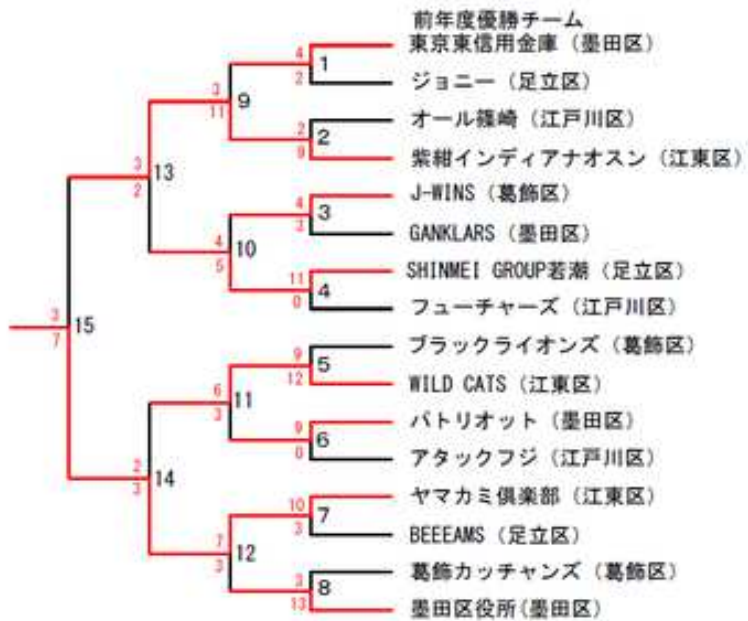 前年度優勝チーム
東京東信用金庫（墨田区）
4
1
2
ジョニー（足立区）
3
9
11
オール篠崎（江戸川区）
2
2
9
紫紺インディアナオスン（江東区）
3
13
2
J-WINS（葛飾区）
4
3
3
GANKLARS（墨田区）
4
10
5
SHINMEI GROUP若潮（足立区）
11
4
0
フューチャーズ（江戸川区）
3
15
7
ブラックライオンズ（葛飾区）
9
5
12
WILD CATS（江東区）
6
11
3
パトリオット（墨田区）
9
6
0
アタックフジ（江戸川区）
2
14
3
ヤマカミ倶楽部（江東区）
10
7
3
BEEEAMS（足立区）
7
12
3
葛飾カッチャンズ（葛飾区）
3
8
13
墨田区役所(墨田区）